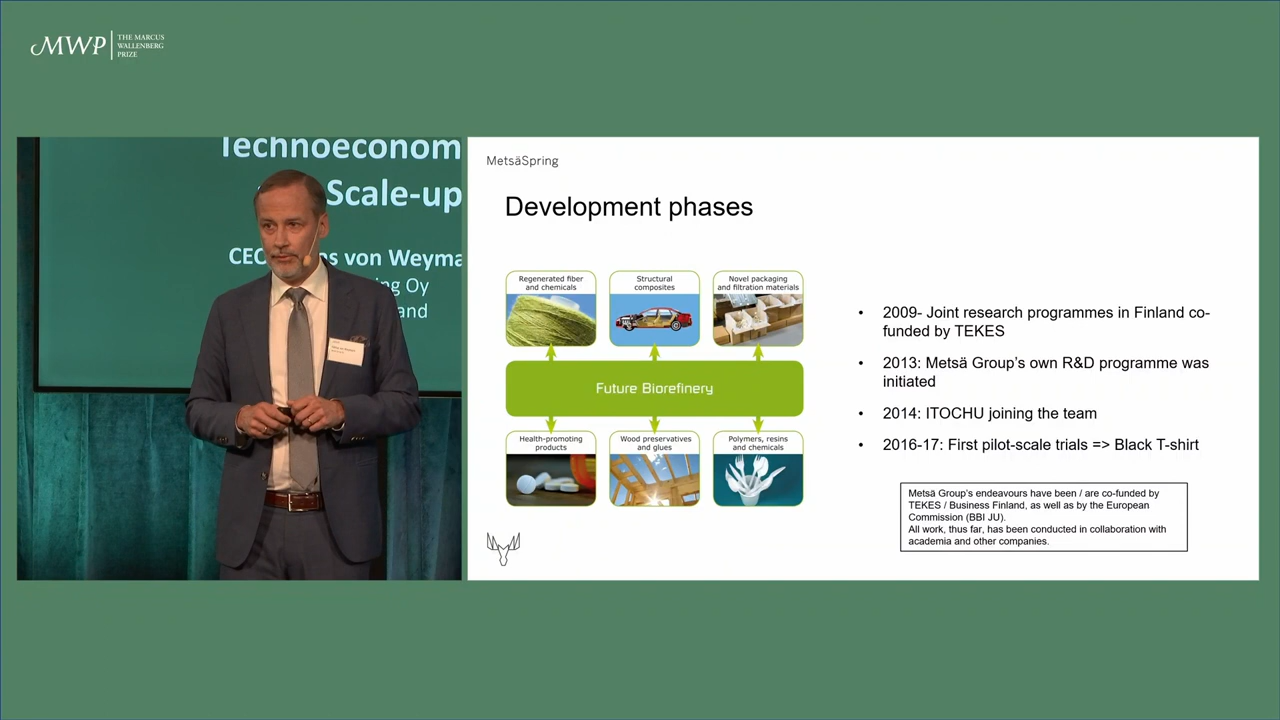 MWP
THE MARCUS
WALLENBERG
PRIZE
Technoeconom
Scale-up
CEO
os von Weyma
ing Oy
and
MetsäSpring
Development phases
Regenerated fiber
and chemicals
Structural
composites
Novel packaging
and filtration materials
Future Biorefinery
Health-promoting
products
Wood preservatives
and glues
Polymers, resins
and chemicals
• 2009- Joint research programmes in Finland co-
funded by TEKES
• 2013: Metsä Group's own R&D programme was
initiated
• 2014: ITOCHU joining the team
• 2016-17: First pilot-scale trials => Black T-shirt
Metsä Group's endeavours have been / are co-funded by
TEKES / Business Finland, as well as by the European
Commission (BBI JU).
All work, thus far, has been conducted in collaboration with
academia and other companies.